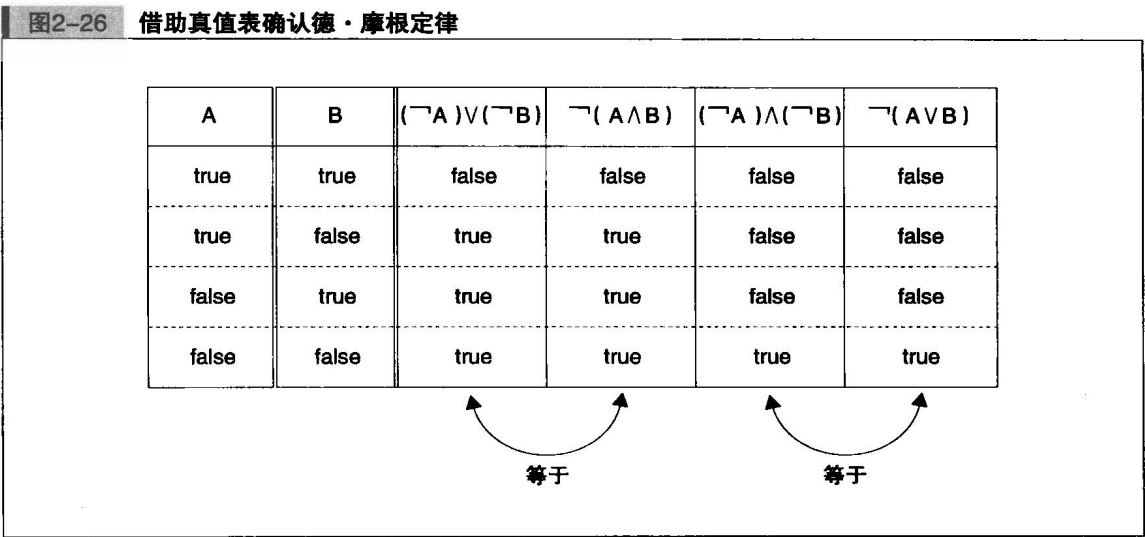 图2-26 借助真值表确认德·摩根定律
A B (￢A)∨(￢B) ￢(A∧B) (￢A)∧(￢B) ￢(A∨B)
true true false false false false
true false true true false false
false true true true false false
false false true true true true
等于 等于